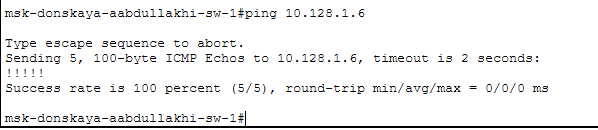 msk-donskaya-aabdullakhi-sw-1#ping 10.128.1.6
Type escape sequence to abort.
Sending 5, 100-byte ICMP Echos to 10.128.1.6, timeout is 2 seconds:
!!!!!
Success rate is 100 percent (5/5), round-trip min/avg/max = 0/0/0 ms
msk-donskaya-aabdullakhi-sw-1#